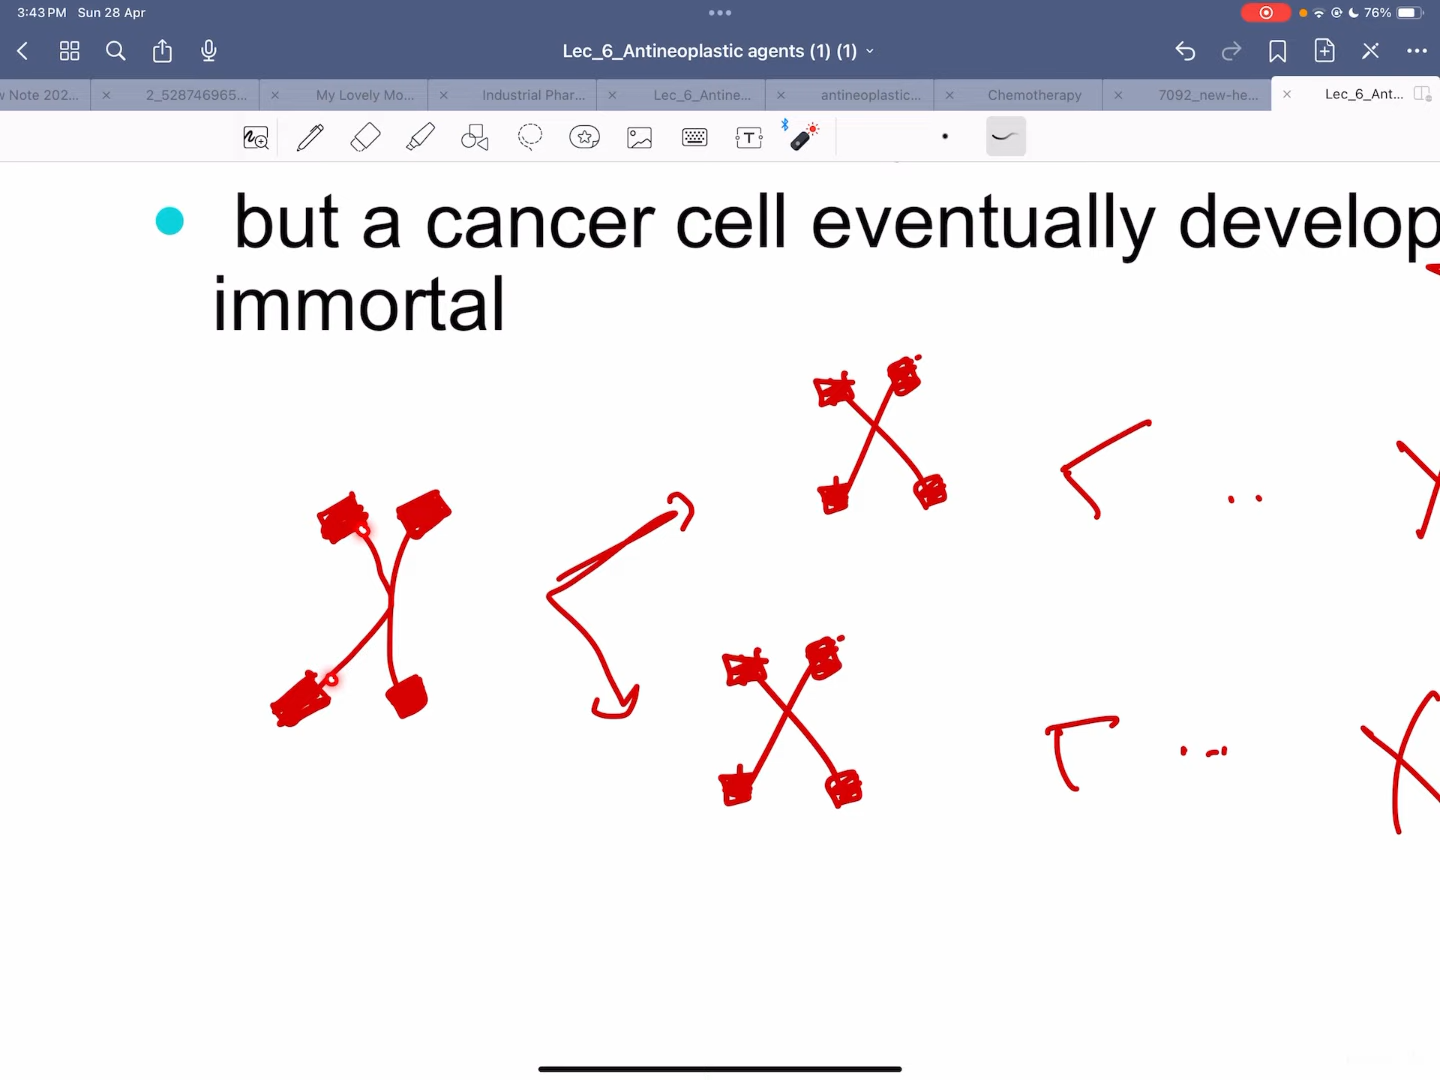 3:43 PM Sun 28 Apr
76%
Lec_6_Antineoplastic agents (1) (1)
w Note 202...
2_528746965...
My Lovely Mo...
Industrial Phar...
Lec_6_Antine...
antineoplastic...
Chemotherapy
7092_new-he...
Lec_6_Ant...
T
but a cancer cell eventually develop
immortal